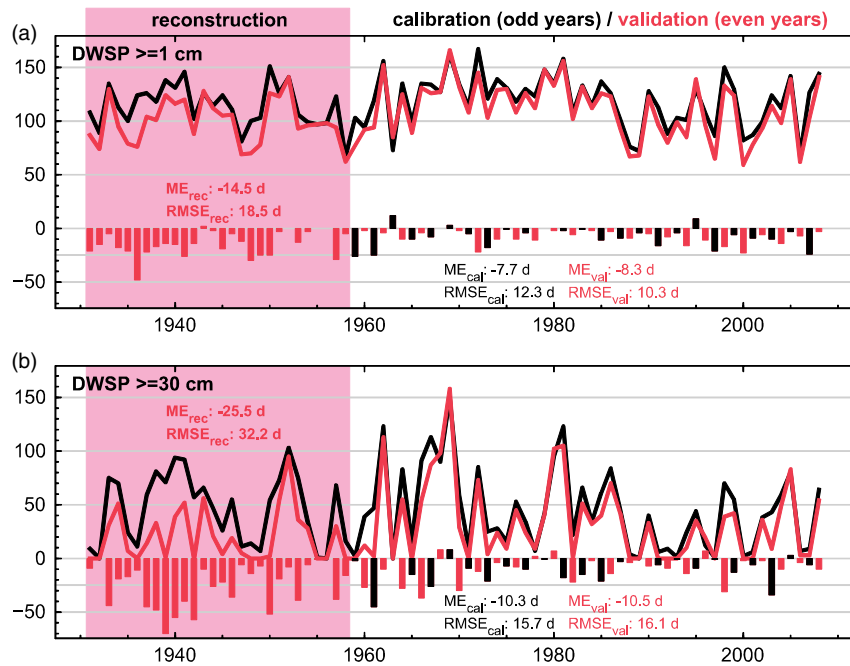 reconstruction calibration (odd years) / validation (even years)
(a)
DWSP >=1 cm
150
100
50
0
−50
ME_rec: -14.5 d
RMSE_rec: 18.5 d
ME_cal: -7.7 d ME_val: -8.3 d
RMSE_cal: 12.3 d RMSE_val: 10.3 d
1940 1960 1980 2000
(b)
DWSP >=30 cm
150
100
50
0
−50
ME_rec: -25.5 d
RMSE_rec: 32.2 d
ME_cal: -10.3 d ME_val: -10.5 d
RMSE_cal: 15.7 d RMSE_val: 16.1 d
1940 1960 1980 2000